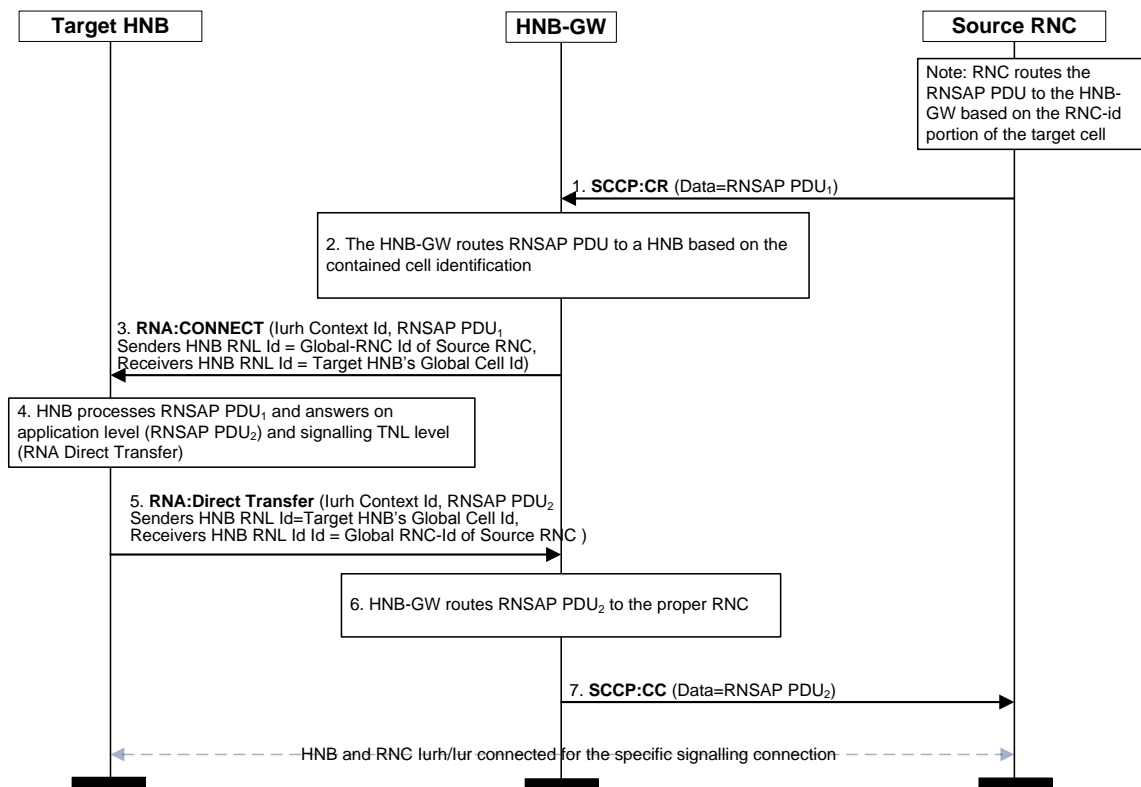 Target HNB
HNB-GW
Source RNC
Note: RNC routes the
RNSAP PDU to the HNB-
GW based on the RNC-id
portion of the target cell
1. SCCP:CR (Data=RNSAP PDU₁)
2. The HNB-GW routes RNSAP PDU to a HNB based on the
contained cell identification
3. RNA:CONNECT (Iurh Context Id, RNSAP PDU₁
Senders HNB RNL Id = Global-RNC Id of Source RNC,
Receivers HNB RNL Id = Target HNB's Global Cell Id)
4. HNB processes RNSAP PDU₁ and answers on
application level (RNSAP PDU₂) and signalling TNL level
(RNA Direct Transfer)
5. RNA:Direct Transfer (Iurh Context Id, RNSAP PDU₂
Senders HNB RNL Id=Target HNB's Global Cell Id,
Receivers HNB RNL Id Id = Global RNC-Id of Source RNC )
6. HNB-GW routes RNSAP PDU₂ to the proper RNC
7. SCCP:CC (Data=RNSAP PDU₂)
HNB and RNC Iurh/Iur connected for the specific signalling connection